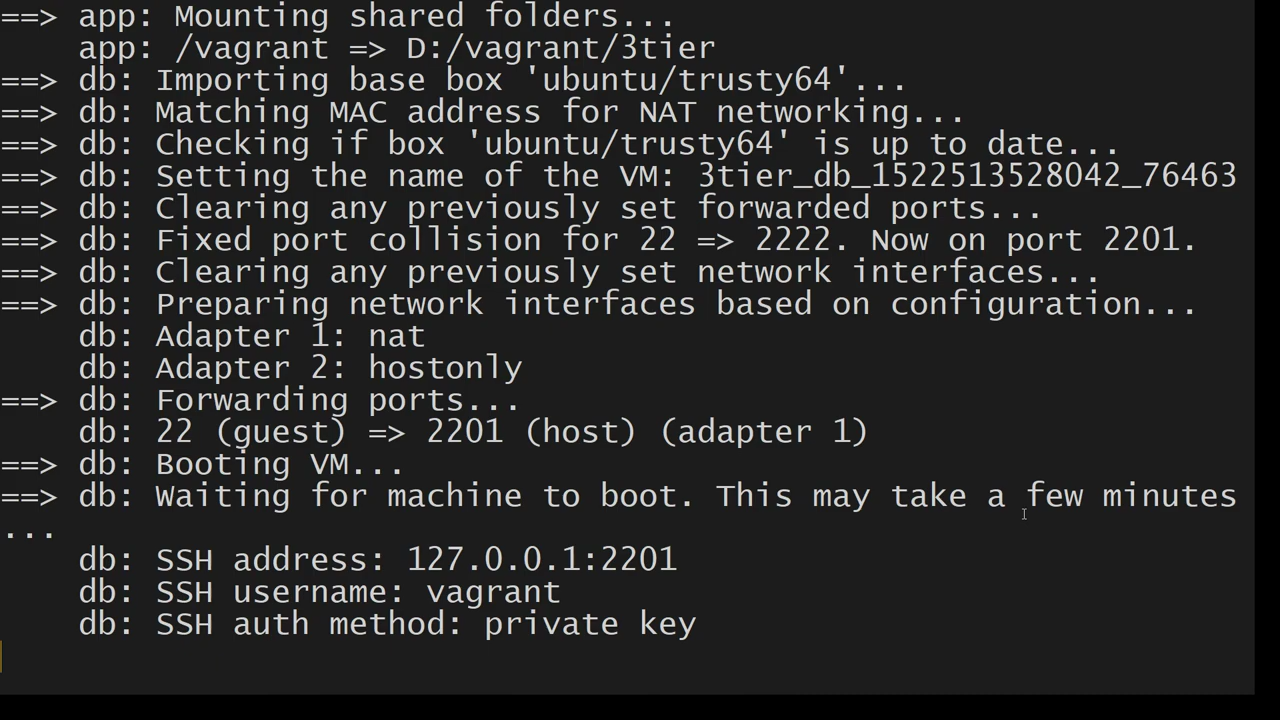 ==> app: Mounting shared folders...
    app: /vagrant => D:/vagrant/3tier
==> db: Importing base box 'ubuntu/trusty64'...
==> db: Matching MAC address for NAT networking...
==> db: Checking if box 'ubuntu/trusty64' is up to date...
==> db: Setting the name of the VM: 3tier_db_1522513528042_76463
==> db: Clearing any previously set forwarded ports...
==> db: Fixed port collision for 22 => 2222. Now on port 2201.
==> db: Clearing any previously set network interfaces...
==> db: Preparing network interfaces based on configuration...
    db: Adapter 1: nat
    db: Adapter 2: hostonly
==> db: Forwarding ports...
    db: 22 (guest) => 2201 (host) (adapter 1)
==> db: Booting VM...
==> db: Waiting for machine to boot. This may take a few minutes
...
    db: SSH address: 127.0.0.1:2201
    db: SSH username: vagrant
    db: SSH auth method: private key